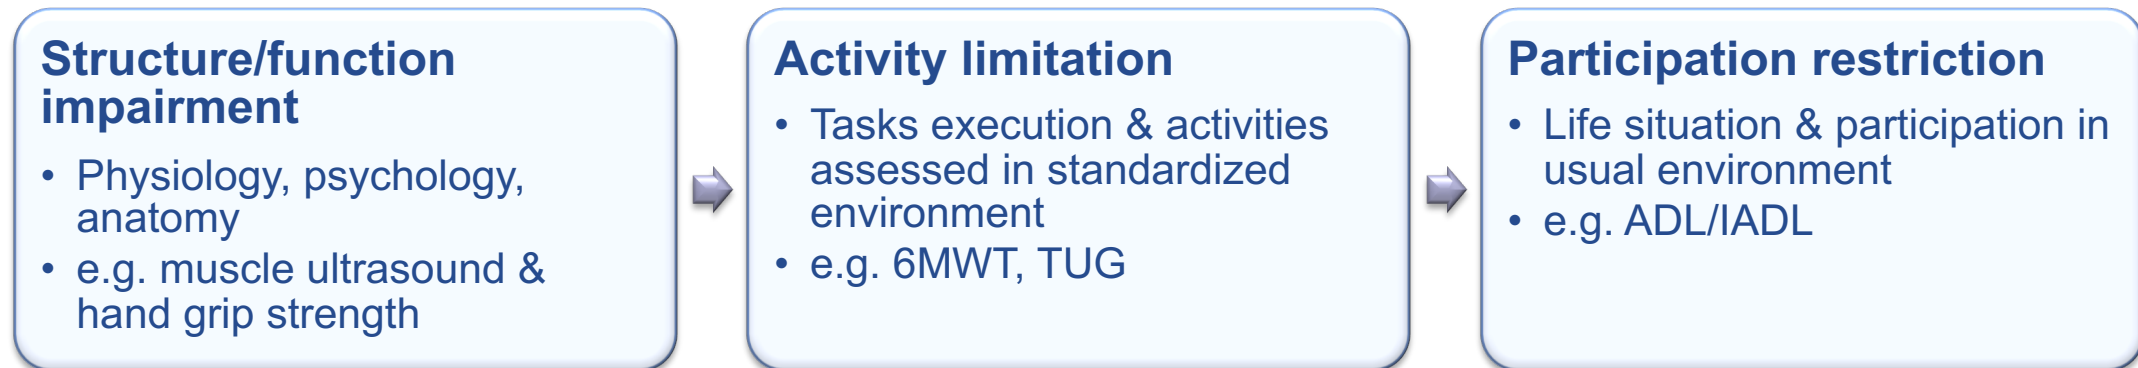 Structure/function
impairment
• Physiology, psychology,
anatomy
• e.g. muscle ultrasound &
hand grip strength
Activity limitation
• Tasks execution & activities
assessed in standardized
environment
• e.g. 6MWT, TUG
Participation restriction
• Life situation & participation in
usual environment
• e.g. ADL/IADL